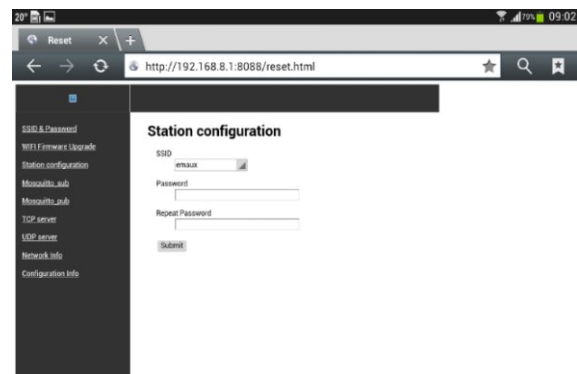 20°
79%
09:02
Reset
http://192.168.8.1:8088/reset.html
SSID & Password
WIFI Firmware Upgrade
Station configuration
Mosquitto_sub
Mosquitto_pub
TCP server
UDP server
Network Info
Configuration Info
Station configuration
SSID
emaux
Password
Repeat Password
Submit